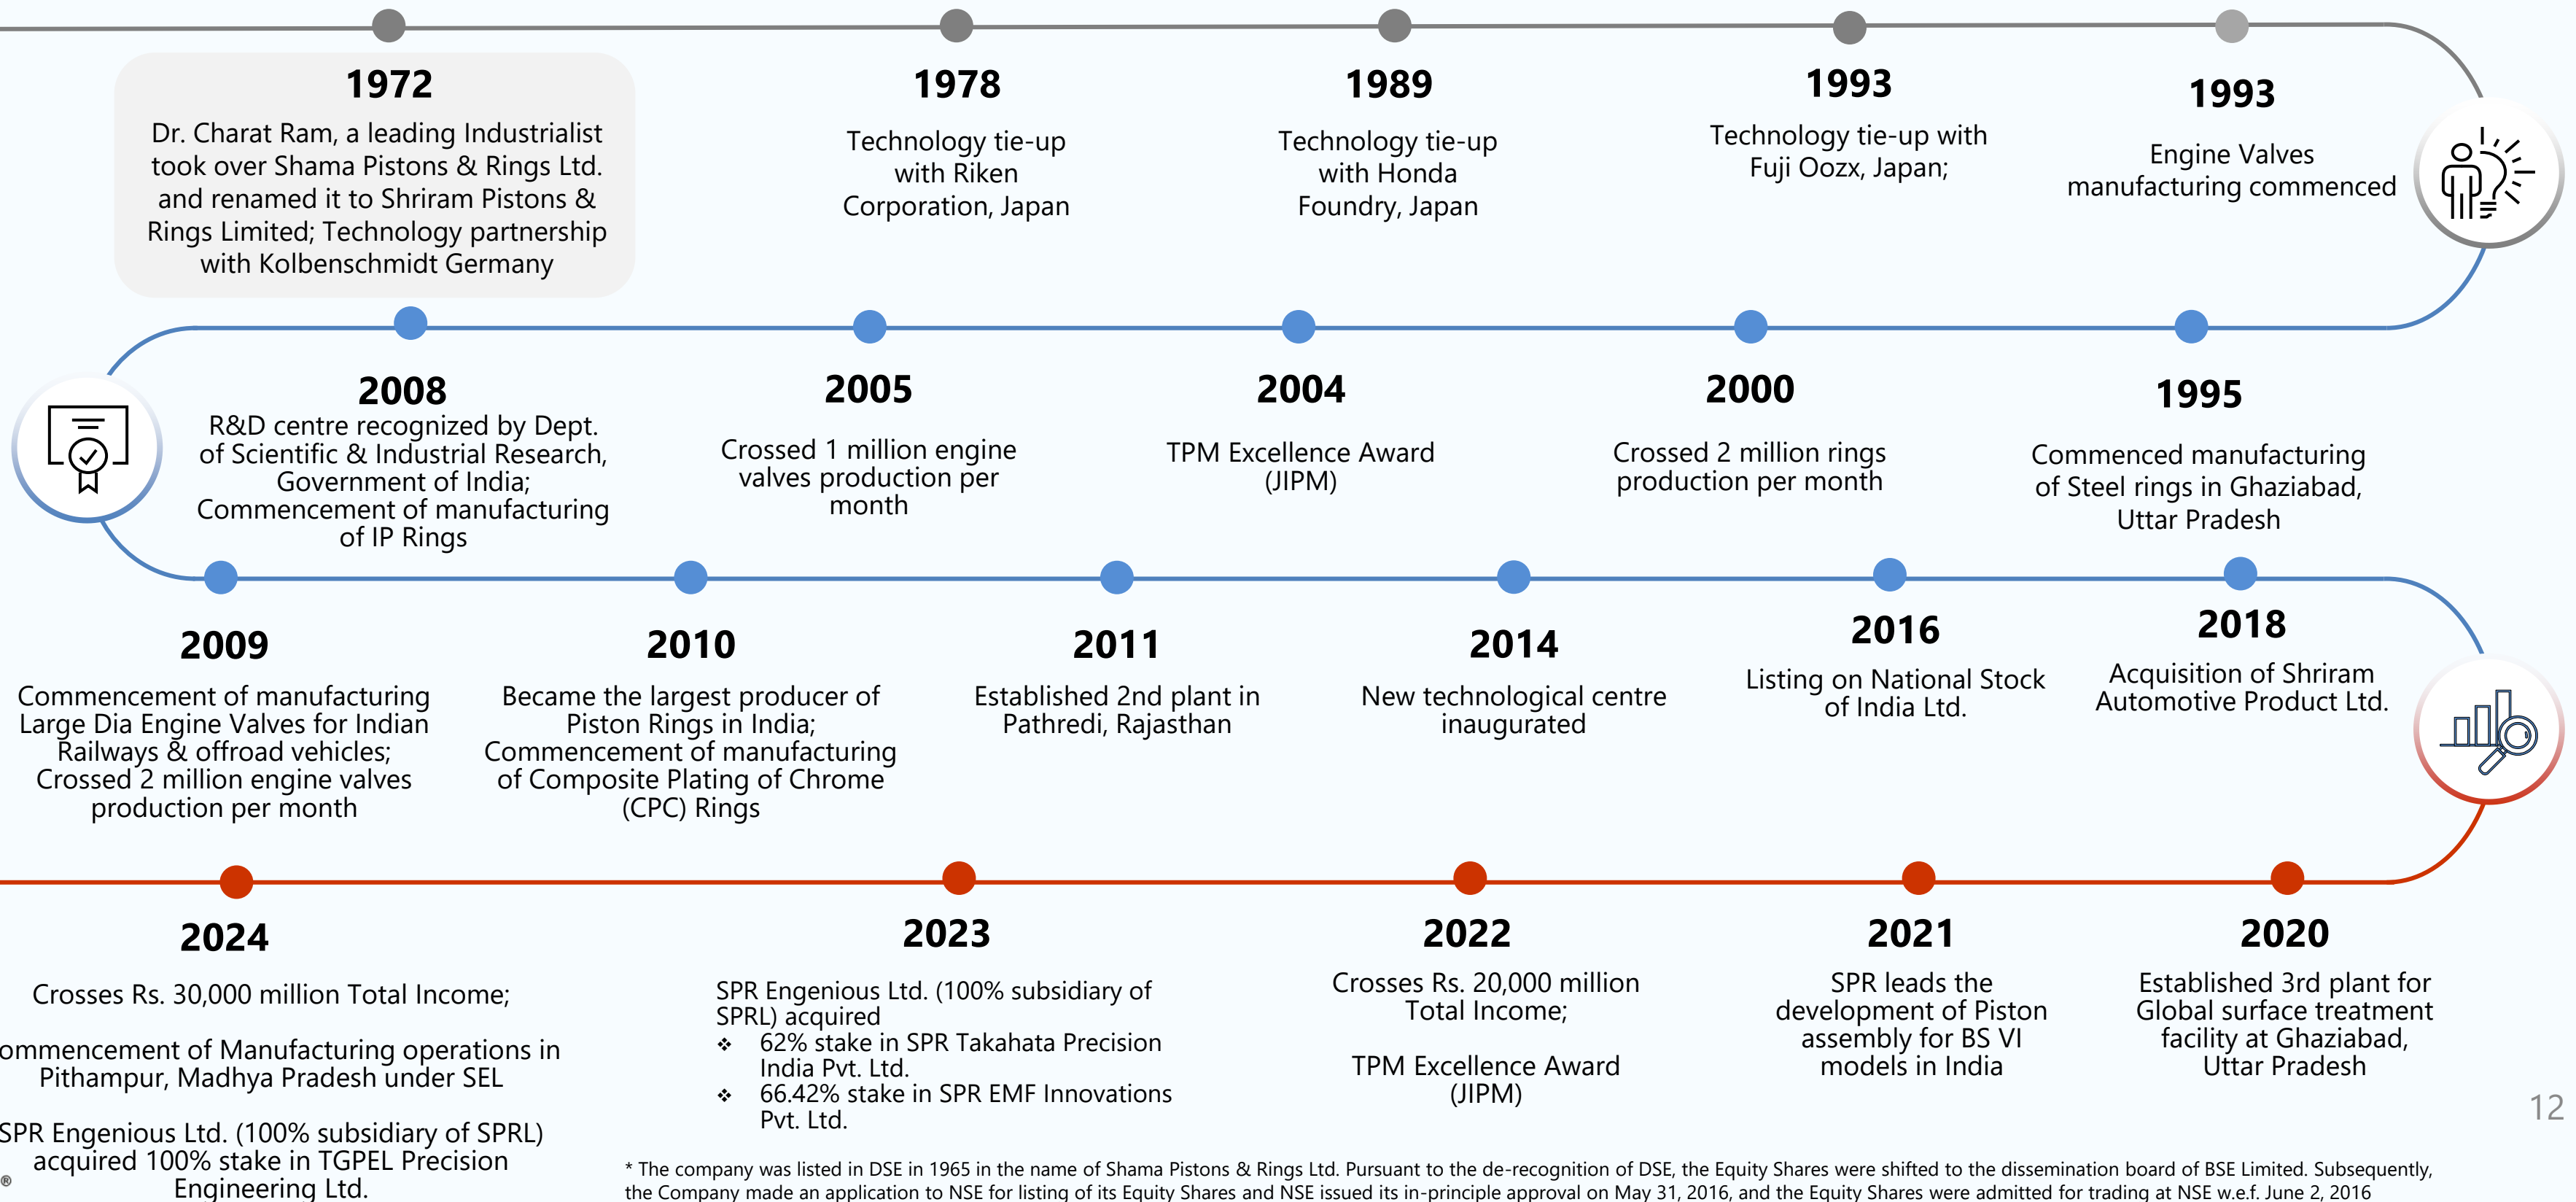 1972
Dr. Charat Ram, a leading Industrialist
took over Shama Pistons & Rings Ltd.
and renamed it to Shriram Pistons &
Rings Limited; Technology partnership
with Kolbenschmidt Germany
1978
Technology tie-up
with Riken
Corporation, Japan
1989
Technology tie-up
with Honda
Foundry, Japan
1993
Technology tie-up with
Fuji Oozx, Japan;
1993
Engine Valves
manufacturing commenced
2008
R&D centre recognized by Dept.
of Scientific & Industrial Research,
Government of India;
Commencement of manufacturing
of IP Rings
2005
Crossed 1 million engine
valves production per
month
2004
TPM Excellence Award
(JIPM)
2000
Crossed 2 million rings
production per month
1995
Commenced manufacturing
of Steel rings in Ghaziabad,
Uttar Pradesh
2009
Commencement of manufacturing
Large Dia Engine Valves for Indian
Railways & offroad vehicles;
Crossed 2 million engine valves
production per month
2010
Became the largest producer of
Piston Rings in India;
Commencement of manufacturing
of Composite Plating of Chrome
(CPC) Rings
2011
Established 2nd plant in
Pathredi, Rajasthan
2014
New technological centre
inaugurated
2016
Listing on National Stock
of India Ltd.
2018
Acquisition of Shriram
Automotive Product Ltd.
2024
Crosses Rs. 30,000 million Total Income;
ommencement of Manufacturing operations in
Pithampur, Madhya Pradesh under SEL
SPR Engenious Ltd. (100% subsidiary of SPRL)
acquired 100% stake in TGPEL Precision
Engineering Ltd.
2023
SPR Engenious Ltd. (100% subsidiary of
SPRL) acquired
❖ 62% stake in SPR Takahata Precision
India Pvt. Ltd.
❖ 66.42% stake in SPR EMF Innovations
Pvt. Ltd.
2022
Crosses Rs. 20,000 million
Total Income;
TPM Excellence Award
(JIPM)
2021
SPR leads the
development of Piston
assembly for BS VI
models in India
2020
Established 3rd plant for
Global surface treatment
facility at Ghaziabad,
Uttar Pradesh
12
®
* The company was listed in DSE in 1965 in the name of Shama Pistons & Rings Ltd. Pursuant to the de-recognition of DSE, the Equity Shares were shifted to the dissemination board of BSE Limited. Subsequently,
the Company made an application to NSE for listing of its Equity Shares and NSE issued its in-principle approval on May 31, 2016, and the Equity Shares were admitted for trading at NSE w.e.f. June 2, 2016